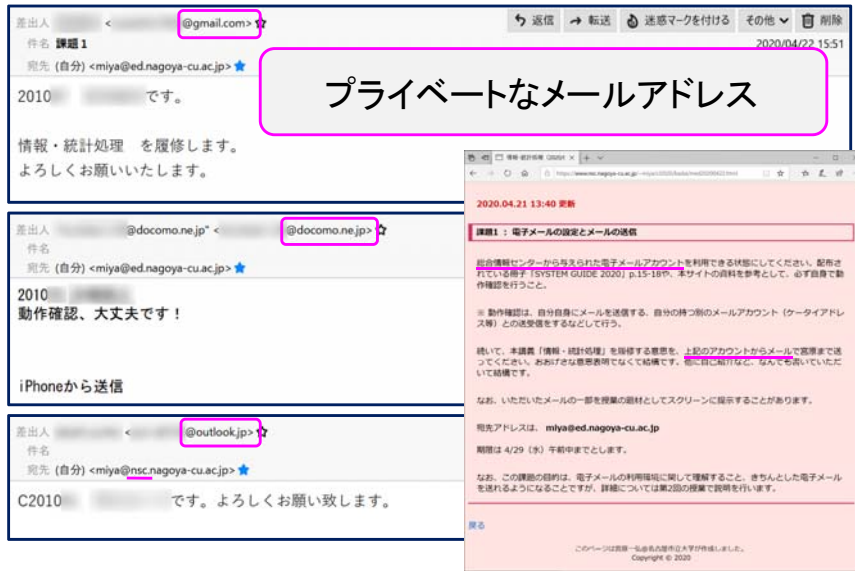 差出人 < @gmail.com>
返信 転送 迷惑マークを付ける その他 削除
件名 課題1
2020/04/22 15:51
宛先 (自分) <miya@ed.nagoya-cu.ac.jp>
プライベートなメールアドレス
2010 です。
情報・統計処理 を履修します。
よろしくお願いいたします。
差出人 @docomo.ne.jp" < @docomo.ne.jp>
件名
宛先 (自分) <miya@ed.nagoya-cu.ac.jp>
2010
動作確認、大丈夫です！
iPhoneから送信
差出人 < @outlook.jp>
件名
宛先 (自分) <miya@nsc.nagoya-cu.ac.jp>
C2010 です。よろしくお願い致します。
2020.04.21 13:40 更新
課題1 : 電子メールの設定とメールの送信
総合情報センターから与えられた電子メールアカウントを利用できる状態にしてください。配布さ
れている冊子「SYSTEM GUIDE 2020」p.15-18や、本サイトの資料を参考として、必ず自身で動
作確認を行うこと。
※ 動作確認は、自分自身にメールを送信する、自分の持つ別のメールアカウント（ケータイアドレ
ス等）との送受信をするなどして行う。
続いて、本講義「情報・統計処理」を履修する意思を、上記のアカウントからメールで宮原まで送
ってください。おおげさな意思表明でなくて結構です。他に自己紹介など、なんでも書いていただ
いて結構です。
なお、いただいたメールの一部を授業の題材としてスクリーンに提示することがあります。
宛先アドレスは、 miya@ed.nagoya-cu.ac.jp
期限は 4/29（水）午前中までとします。
なお、この課題の目的は、電子メールの利用環境に関して理解すること、きちんとした電子メール
を送れるようになることですが、詳細については第2回の授業で説明を行います。
戻る
このページは宮原一弘@名古屋市立大学が作成しました。
Copyright © 2020